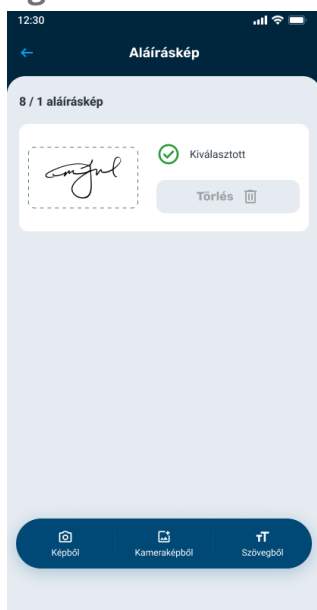 12:30
Aláíráskép
8 / 1 aláíráskép
Kiválasztott
Törlés
Képből
Kameraképből
Szövegből